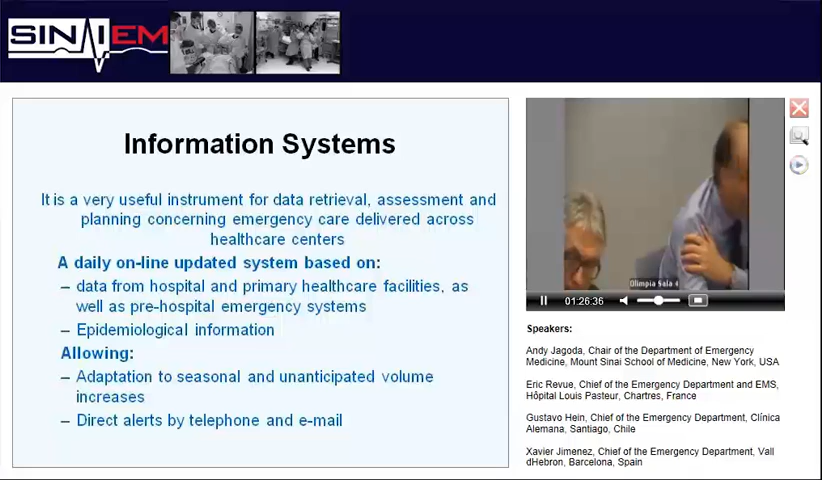 SINAIEM
Information Systems
It is a very useful instrument for data retrieval, assessment and
planning concerning emergency care delivered across
healthcare centers
A daily on-line updated system based on:
– data from hospital and primary healthcare facilities, as
well as pre-hospital emergency systems
– Epidemiological information
Allowing:
– Adaptation to seasonal and unanticipated volume
increases
– Direct alerts by telephone and e-mail
Olimpia Sala 4
01:26:36
Speakers:
Andy Jagoda, Chair of the Department of Emergency
Medicine, Mount Sinai School of Medicine, New York, USA
Eric Revue, Chief of the Emergency Department and EMS,
Hôpital Louis Pasteur, Chartres, France
Gustavo Hein, Chief of the Emergency Department, Clínica
Alemana, Santiago, Chile
Xavier Jimenez, Chief of the Emergency Department, Vall
dHebron, Barcelona, Spain